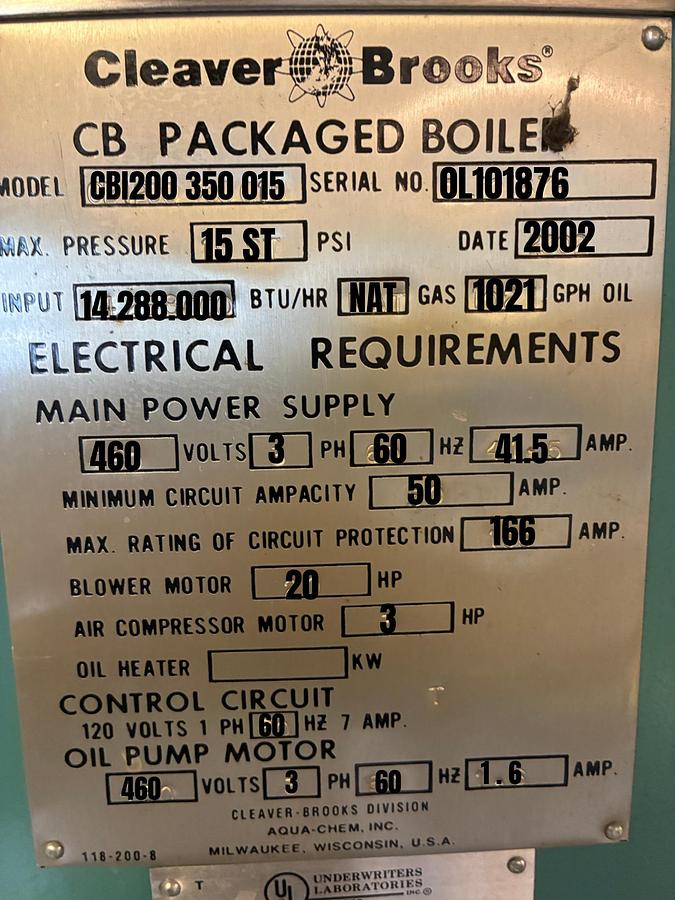 Cleaver Brooks®
CB PACKAGED BOILER
MODEL CBI200 350 015 SERIAL NO. OL101876
MAX. PRESSURE 15 ST PSI DATE 2002
INPUT 14.288.000 BTU/HR NAT GAS 1021 GPH OIL
ELECTRICAL REQUIREMENTS
MAIN POWER SUPPLY
460 VOLTS 3 PH 60 HZ 41.5 AMP.
MINIMUM CIRCUIT AMPACITY 50 AMP.
MAX. RATING OF CIRCUIT PROTECTION 166 AMP.
BLOWER MOTOR 20 HP
AIR COMPRESSOR MOTOR 3 HP
OIL HEATER KW
CONTROL CIRCUIT
120 VOLTS 1 PH 60 HZ 7 AMP.
OIL PUMP MOTOR
460 VOLTS 3 PH 60 HZ 1.6 AMP.
CLEAVER-BROOKS DIVISION
AQUA-CHEM, INC.
MILWAUKEE, WISCONSIN, U.S.A.
118-200-8
T
UL UNDERWRITERS
LABORATORIES
INC.®